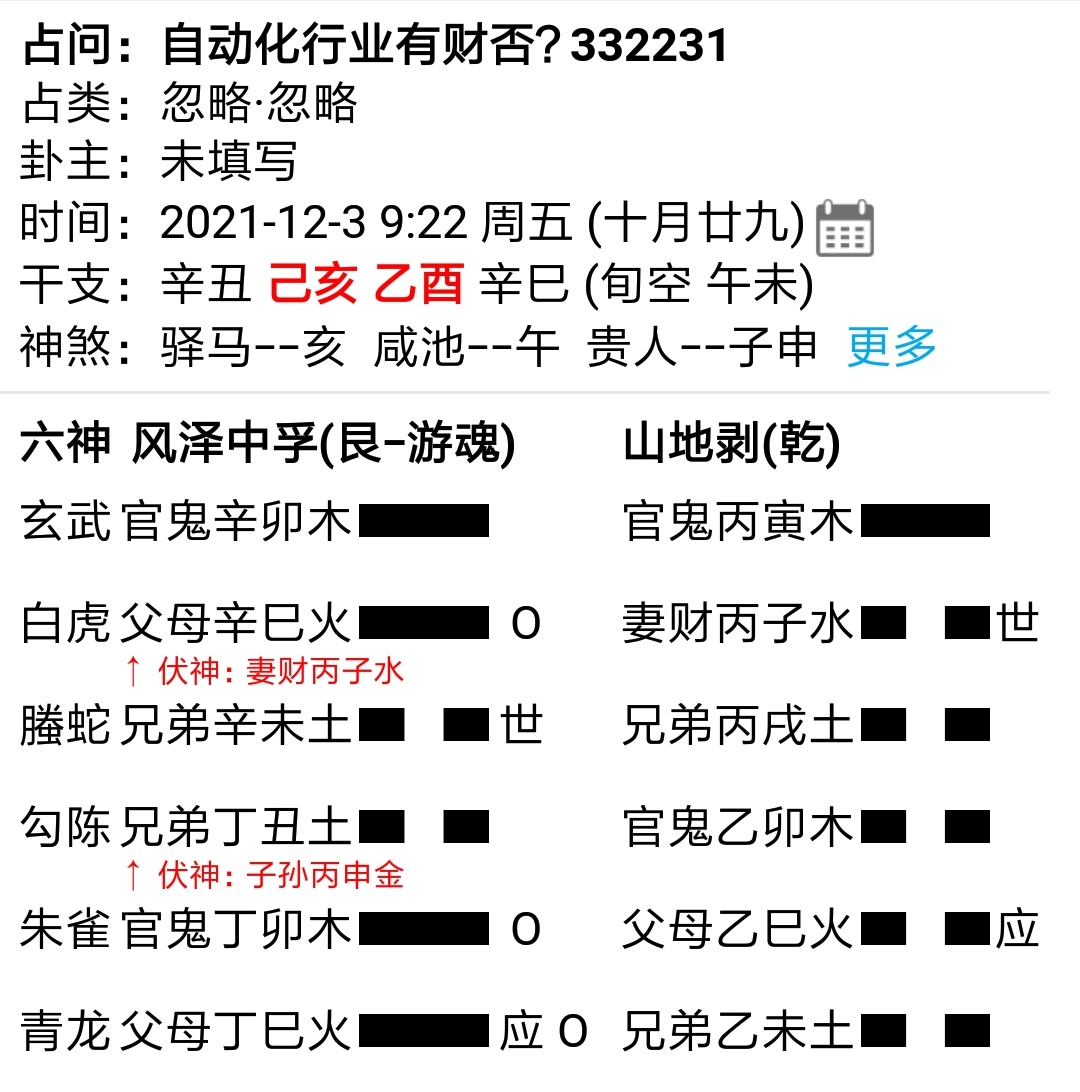 占问：自动化行业有财否？332231
占类：忽略·忽略
卦主：未填写
时间：2021-12-3 9:22 周五 (十月廿九)
干支：辛丑 己亥 乙酉 辛巳 (旬空 午未)
神煞：驿马--亥 咸池--午 贵人--子申 更多
六神 风泽中孚(艮-游魂) 山地剥(乾)
玄武 官鬼辛卯木 官鬼丙寅木
白虎 父母辛巳火 O 妻财丙子水 世
↑ 伏神：妻财丙子水
螣蛇 兄弟辛未土 世 兄弟丙戌土
勾陈 兄弟丁丑土 官鬼乙卯木
↑ 伏神：子孙丙申金
朱雀 官鬼丁卯木 O 父母乙巳火 应
青龙 父母丁巳火 应 O 兄弟乙未土